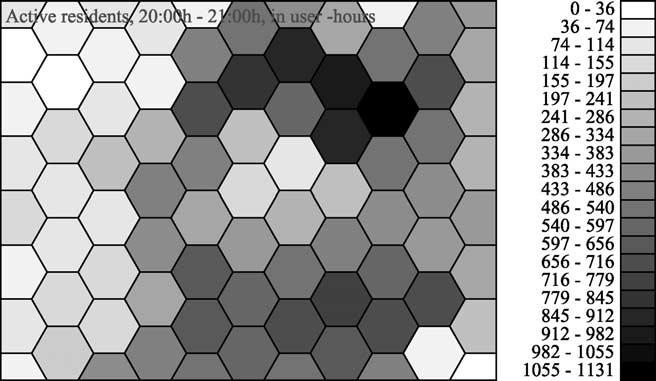 Active residents, 20:00h - 21:00h, in user -hours
0 - 36
36 - 74
74 - 114
114 - 155
155 - 197
197 - 241
241 - 286
286 - 334
334 - 383
383 - 433
433 - 486
486 - 540
540 - 597
597 - 656
656 - 716
716 - 779
779 - 845
845 - 912
912 - 982
982 - 1055
1055 - 1131